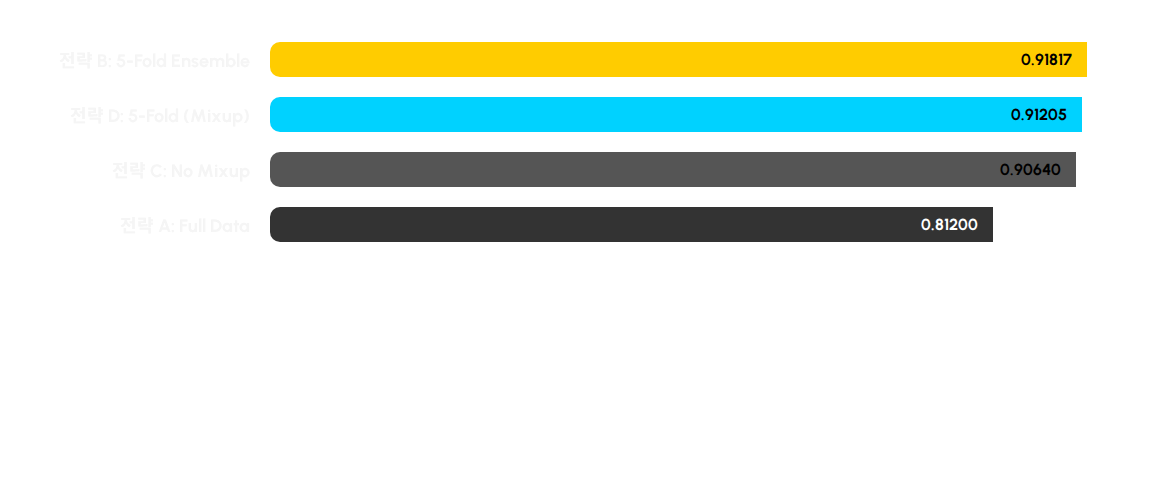 전략 B: 5-Fold Ensemble 0.91817
전략 D: 5-Fold (Mixup) 0.91205
전략 C: No Mixup 0.90640
전략 A: Full Data 0.81200